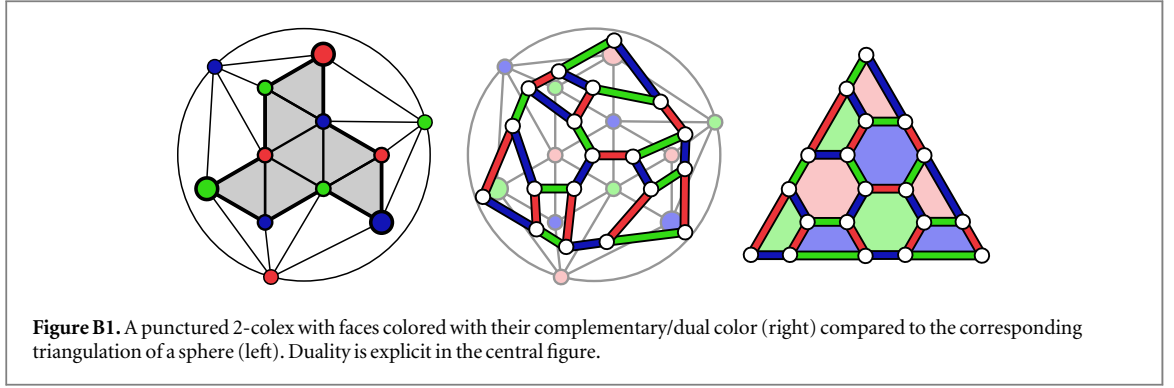 Figure B1. A punctured 2-colex with faces colored with their complementary/dual color (right) compared to the corresponding
triangulation of a sphere (left). Duality is explicit in the central figure.